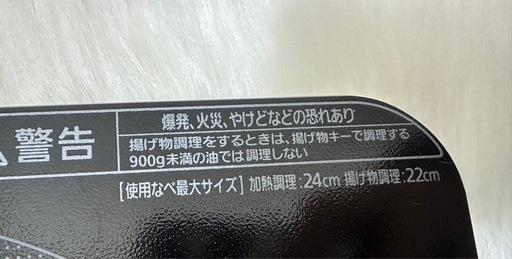 警告
爆発、火災、やけどなどの恐れあり
揚げ物調理をするときは、揚げ物キーで調理する
900g未満の油では調理しない
[使用なべ最大サイズ] 加熱調理:24cm 揚げ物調理:22cm